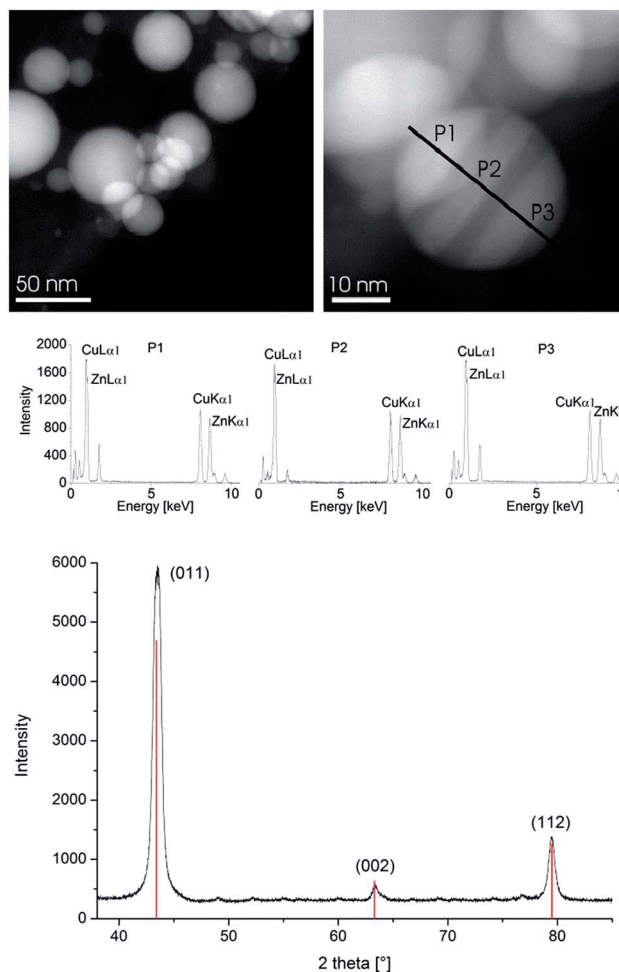 50 nm
P1
P2
P3
10 nm
2000
1600
1200
800
400
0
Intensity
CuLα1
P1
ZnLα1
CuKα1
ZnKα1
0
5
10
Energy [keV]
CuLα1
P2
ZnLα1
CuKα1
ZnKα1
0
5
10
Energy [keV]
CuLα1
P3
ZnLα1
CuKα1
ZnK
0
5
10
Energy [keV]
6000
5000
4000
3000
2000
1000
0
Intensity
(011)
(002)
(112)
40
50
60
70
80
2 theta [°]